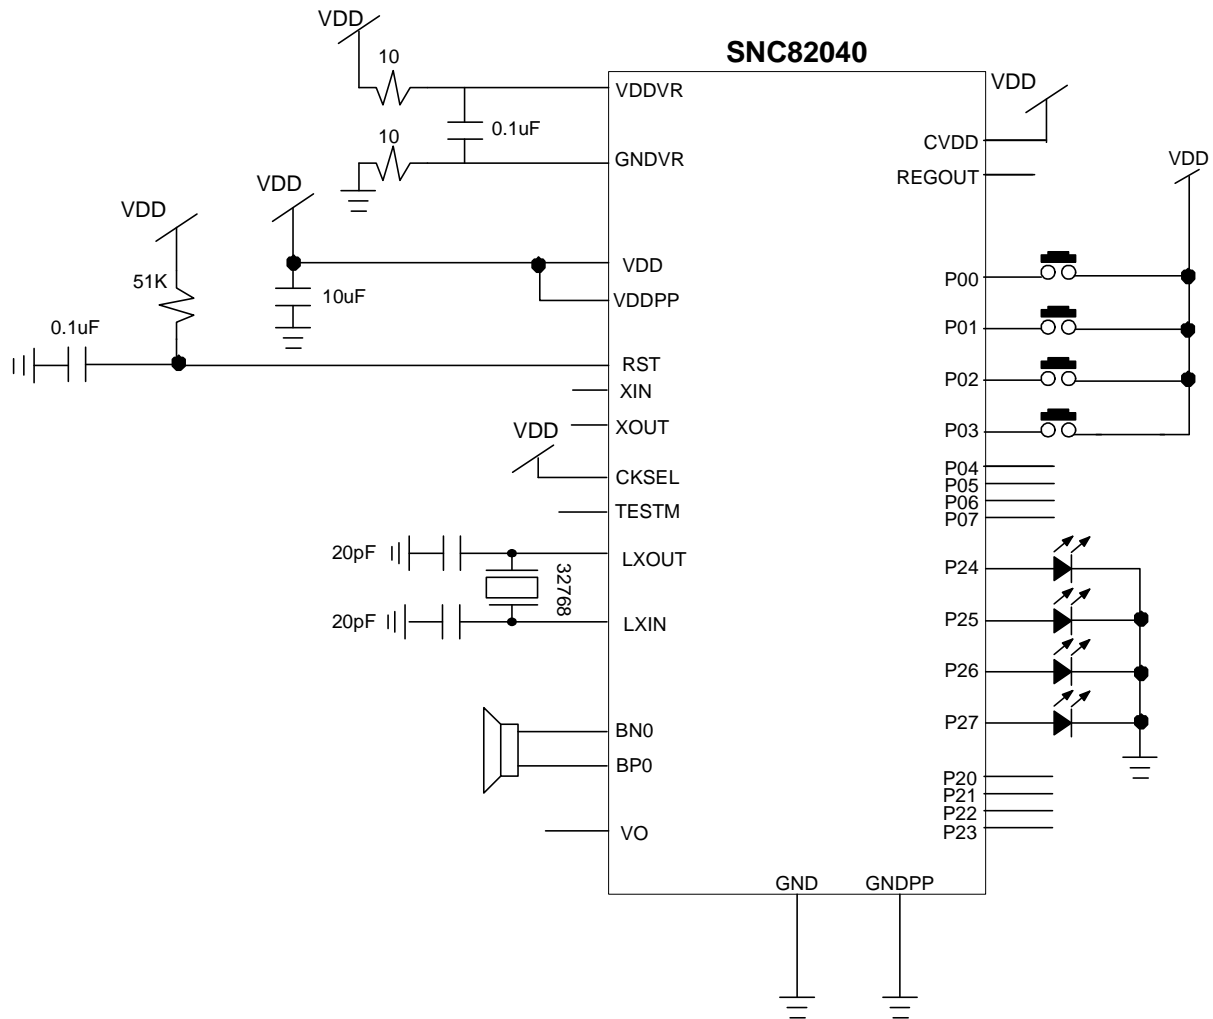 VDD
SNC82040
10
VDDVR
VDD
0.1uF
10
CVDD
GNDVR
VDD
REGOUT
VDD
VDD
VDD
P00
51K
10uF
VDDPP
0.1uF
P01
RST
P02
XIN
XOUT
VDD
P03
CKSEL
P04
P05
P06
P07
TESTM
20pF
LXOUT
32768
P24
20pF
LXIN
P25
P26
P27
BN0
BP0
P20
P21
P22
P23
VO
GND
GNDPP